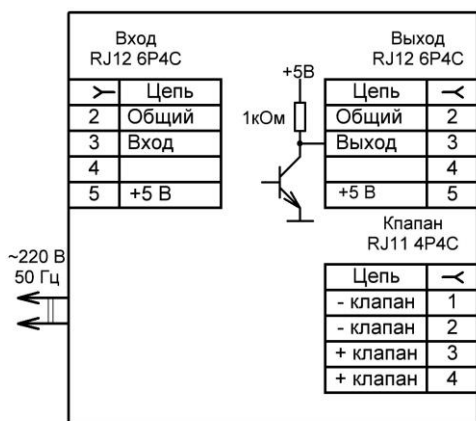 Вход
RJ12 6P4C
Цепь
2 Общий
3 Вход
4
5 +5 В
+5В
1кОм
Выход
RJ12 6P4C
Цепь
Общий 2
Выход 3
4
+5 В 5
Клапан
RJ11 4P4C
Цепь
- клапан 1
- клапан 2
+ клапан 3
+ клапан 4
~220 В
50 Гц